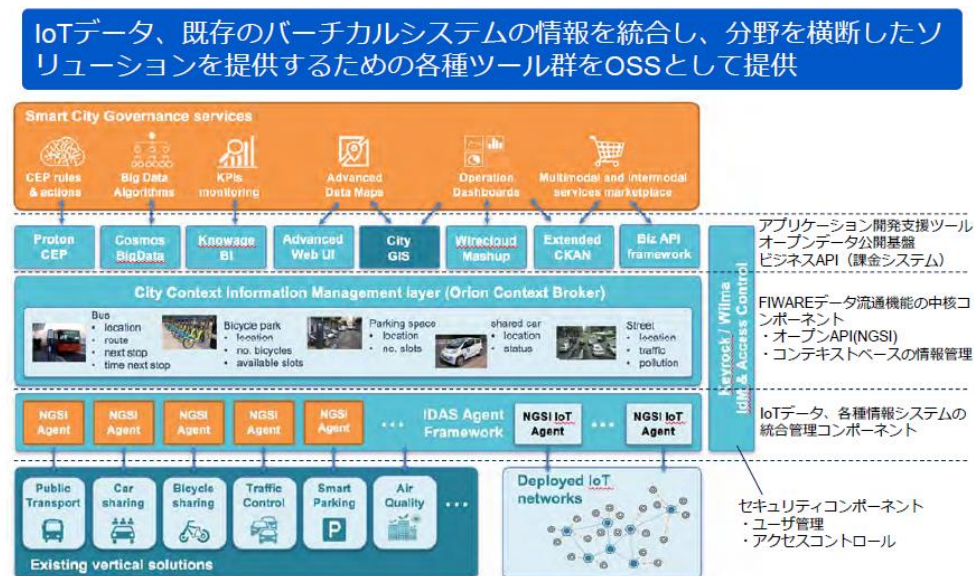 IoTデータ、既存のバーチカルシステムの情報を統合し、分野を横断したソ
リューションを提供するための各種ツール群をOSSとして提供
Smart City Governance services
CEP rules
& actions
Big Data
Algorithms
KPIs
monitoring
Advanced
Data Maps
Operation
Dashboards
Multimodal and intermodal
services marketplace
Proton
CEP
Cosmos
BigData
Knowage
BI
Advanced
Web UI
City
GIS
Wirecloud
Mashup
Extended
CKAN
Biz API
framework
アプリケーション開発支援ツール
オープンデータ公開基盤
ビジネスAPI（課金システム）
City Context Information Management layer (Orion Context Broker)
Bus
• location
• route
• next stop
• time next stop
Bicycle park
• location
• no. bicycles
• available slots
Parking space
• location
• no. slots
shared car
• location
• status
Street
• location
• traffic
• pollution
Keyrock / Wilma
IdM & Access Control
FIWAREデータ流通機能の中核コ
ンポーネント
・オープンAPI(NGSI)
・コンテキストベースの情報管理
NGSI
Agent
NGSI
Agent
NGSI
Agent
NGSI
Agent
NGSI
Agent
IDAS Agent
Framework
NGSI IoT
Agent
NGSI IoT
Agent
IoTデータ、各種情報システムの
統合管理コンポーネント
Public
Transport
Car
sharing
Bicycle
sharing
Traffic
Control
Smart
Parking
P
Air
Quality
Existing vertical solutions
Deployed IoT
networks
セキュリティコンポーネント
・ユーザ管理
・アクセスコントロール